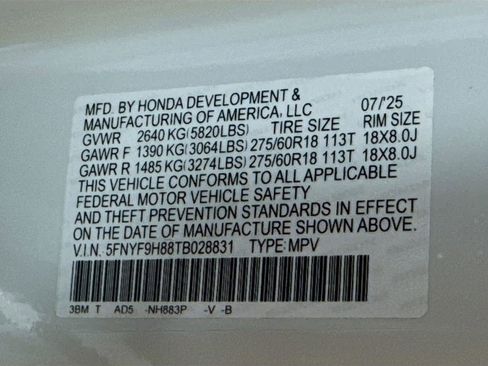 MFD. BY HONDA DEVELOPMENT &
MANUFACTURING OF AMERICA, LLC 07/'25
GVWR 2640 KG(5820LBS) TIRE SIZE RIM SIZE
GAWR F 1390 KG(3064LBS) 275/60R18 113T 18X8.0J
GAWR R 1485 KG(3274LBS) 275/60R18 113T 18X8.0J
THIS VEHICLE CONFORMS TO ALL APPLICABLE
FEDERAL MOTOR VEHICLE SAFETY
AND THEFT PREVENTION STANDARDS IN EFFECT
ON THE DATE OF MANUFACTURE SHOWN ABOVE.
V.I.N. 5FNYF9H88TB028831 TYPE: MPV
3BM T AD5 -NH883P -V -B